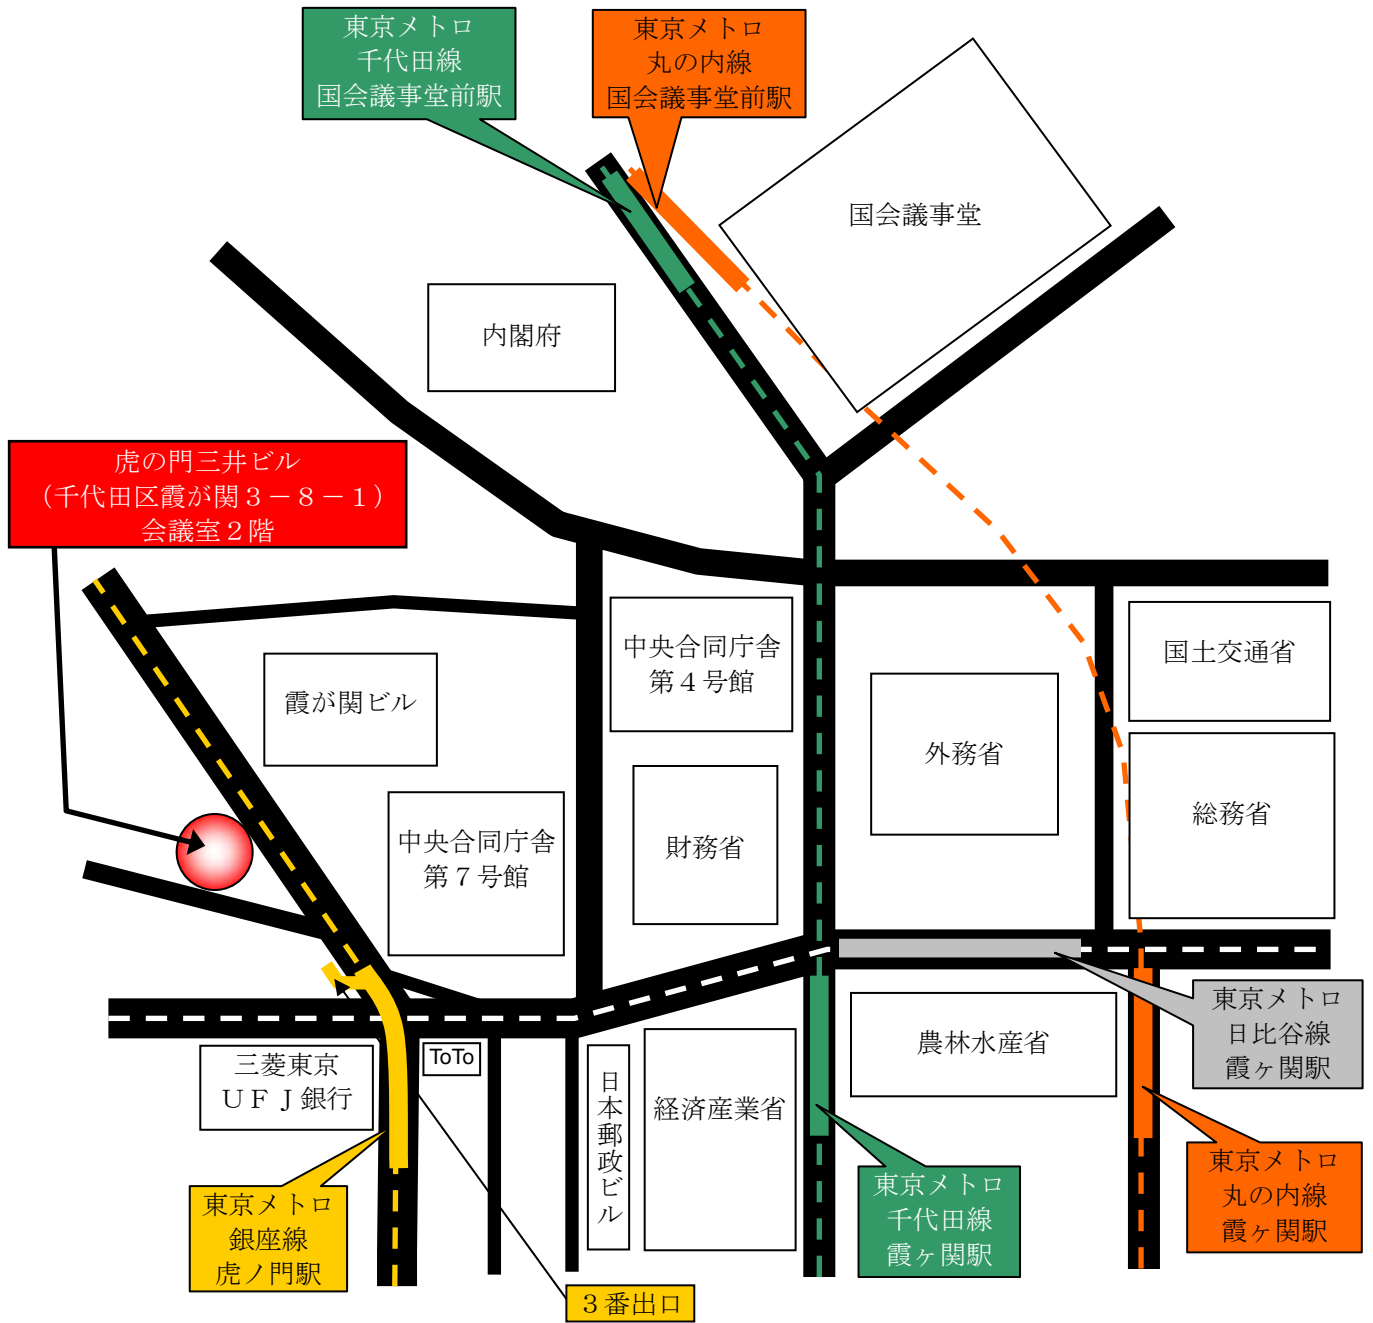 東京メトロ
千代田線
国会議事堂前駅
東京メトロ
丸の内線
国会議事堂前駅
国会議事堂
内閣府
虎の門三井ビル
（千代田区霞が関３－８－１）
会議室２階
中央合同庁舎
第４号館
国土交通省
霞が関ビル
外務省
総務省
中央合同庁舎
第７号館
財務省
東京メトロ
日比谷線
霞ヶ関駅
農林水産省
三菱東京
ＵＦＪ銀行
ToTo
日本郵政ビル
経済産業省
東京メトロ
丸の内線
霞ヶ関駅
東京メトロ
千代田線
霞ヶ関駅
東京メトロ
銀座線
虎ノ門駅
３番出口